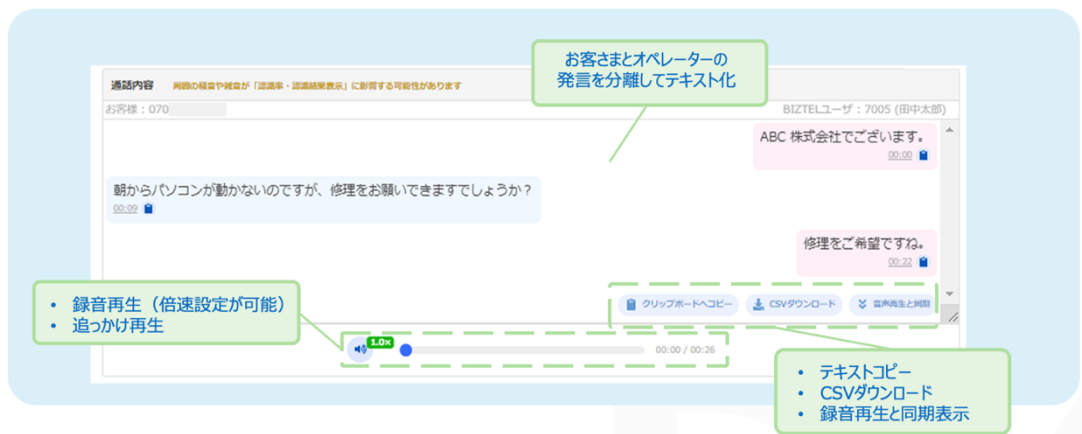 お客さまとオペレーターの
発言を分離してテキスト化
通話内容 周囲の騒音や雑音が「認識率・認識結果表示」に影響する可能性があります
お客様：070
BIZTELユーザ：7005 (田中太郎)
ABC 株式会社でございます。
00:00
朝からパソコンが動かないのですが、修理をお願いできますでしょうか？
00:09
修理をご希望ですね。
00:22
クリップボードへコピー CSVダウンロード 音声再生と同期
• 録音再生（倍速設定が可能）
• 追っかけ再生
1.0×
00:00 / 00:26
• テキストコピー
• CSVダウンロード
• 録音再生と同期表示